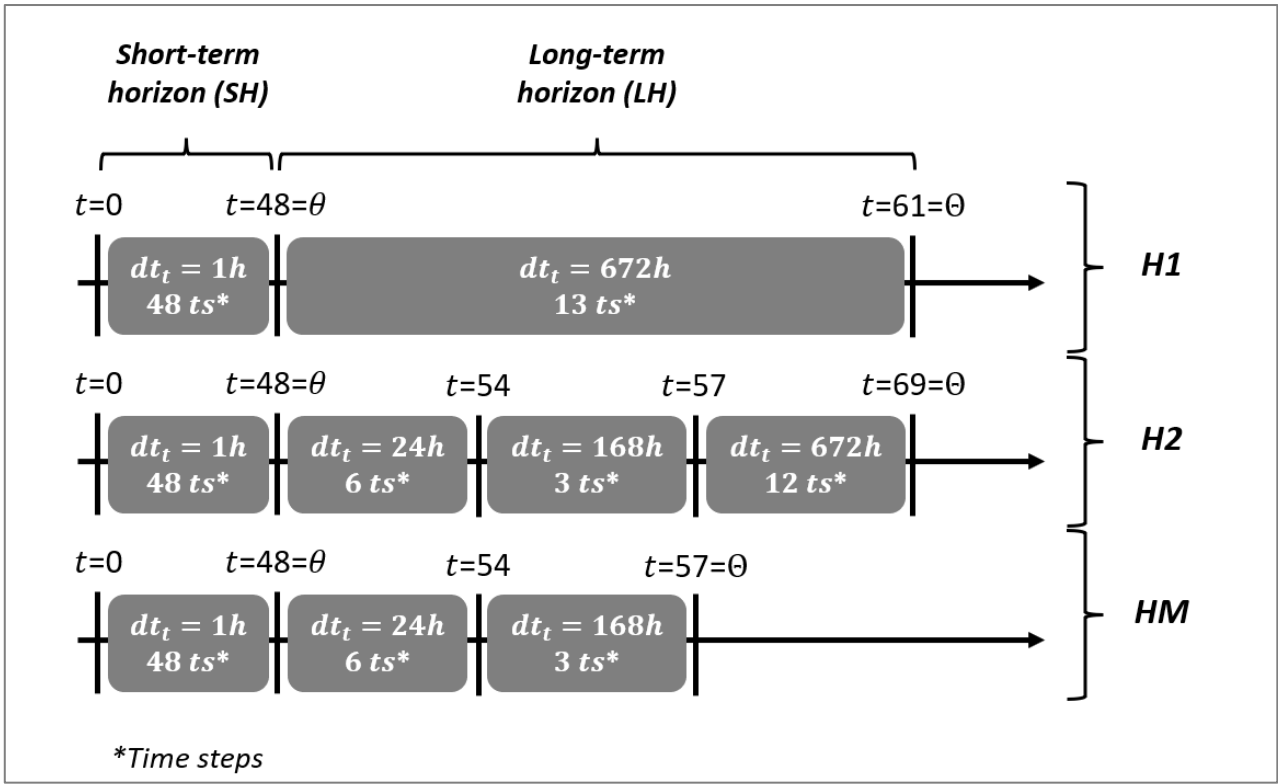 Short-term
horizon (SH)
Long-term
horizon (LH)
t=0
t=48=θ
t=61=Θ
dt_t = 1h
48 ts*
dt_t = 672h
13 ts*
H1
t=0
t=48=θ
t=54
t=57
t=69=Θ
dt_t = 1h
48 ts*
dt_t = 24h
6 ts*
dt_t = 168h
3 ts*
dt_t = 672h
12 ts*
H2
t=0
t=48=θ
t=54
t=57=Θ
dt_t = 1h
48 ts*
dt_t = 24h
6 ts*
dt_t = 168h
3 ts*
HM
*Time steps